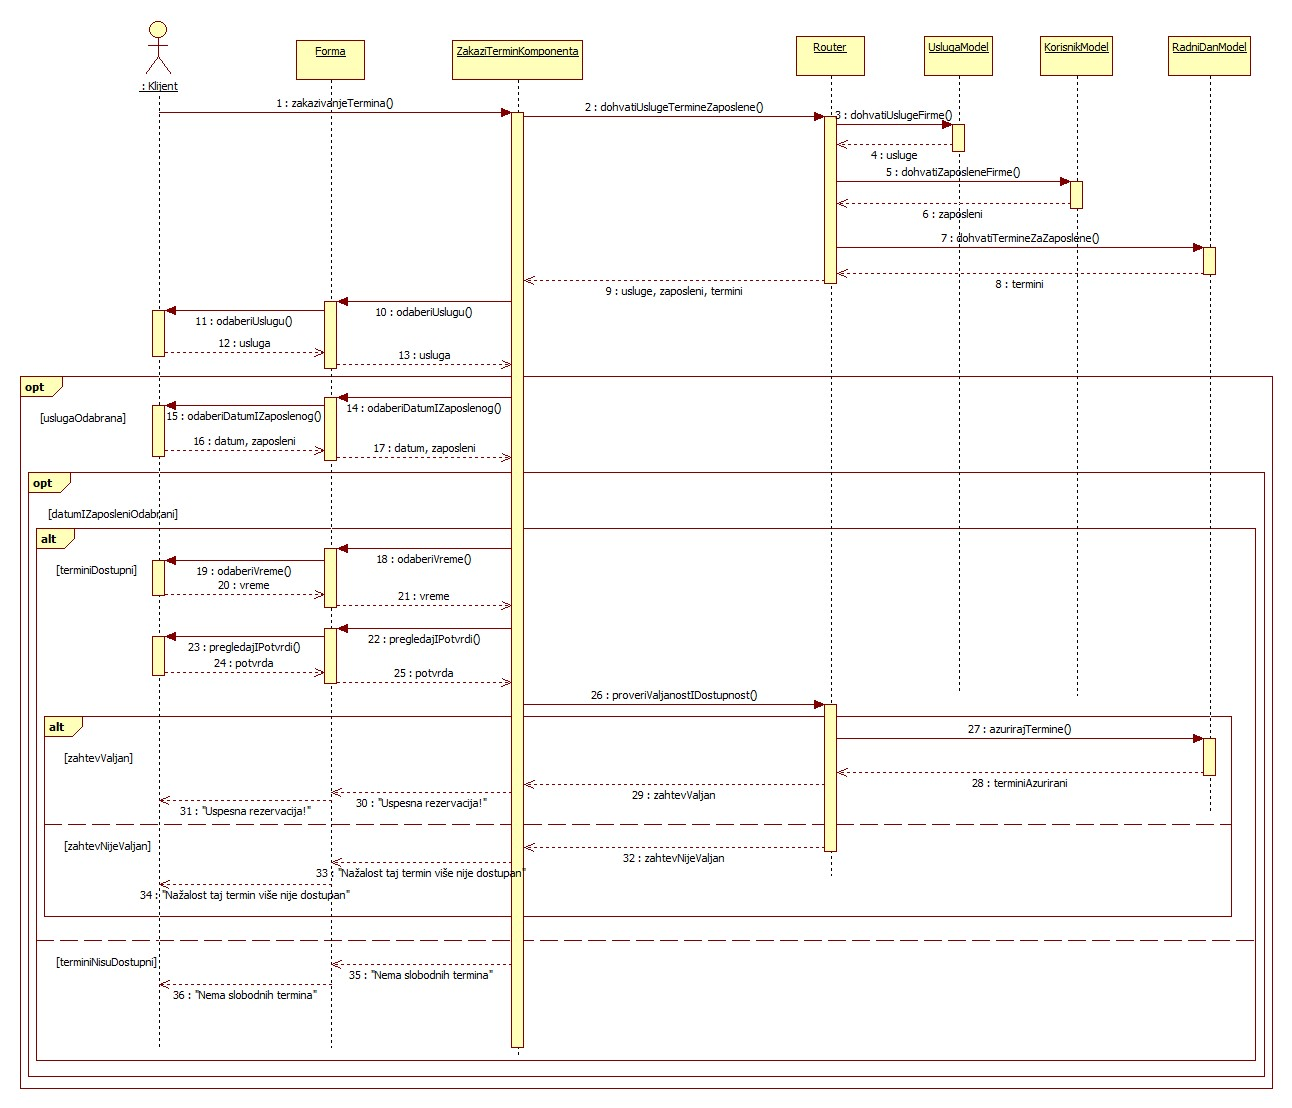 : Klijent
Forma
ZakaziTerminKomponenta
Router
UslugaModel
KorisnikModel
RadniDanModel
1 : zakazivanjeTermina()
2 : dohvatiUslugeTermineZaposlene()
3 : dohvatiUslugeFirme()
4 : usluge
5 : dohvatiZaposleneFirme()
6 : zaposleni
7 : dohvatiTermineZaZaposlene()
8 : termini
9 : usluge, zaposleni, termini
10 : odaberiUslugu()
11 : odaberiUslugu()
12 : usluga
13 : usluga
opt
[uslugaOdabrana]
14 : odaberiDatumIZaposlenog()
15 : odaberiDatumIZaposlenog()
16 : datum, zaposleni
17 : datum, zaposleni
opt
[datumIZaposleniOdabrani]
alt
[terminiDostupni]
18 : odaberiVreme()
19 : odaberiVreme()
20 : vreme
21 : vreme
22 : pregledajIPotvrdi()
23 : pregledajIPotvrdi()
24 : potvrda
25 : potvrda
26 : proveriValjanostIDostupnost()
alt
[zahtevValjan]
27 : azurirajTermine()
28 : terminiAzurirani
29 : zahtevValjan
30 : "Uspesna rezervacija!"
31 : "Uspesna rezervacija!"
[zahtevNijeValjan]
32 : zahtevNijeValjan
33 : "Nažalost taj termin više nije dostupan"
34 : "Nažalost taj termin više nije dostupan"
[terminiNisuDostupni]
35 : "Nema slobodnih termina"
36 : "Nema slobodnih termina"